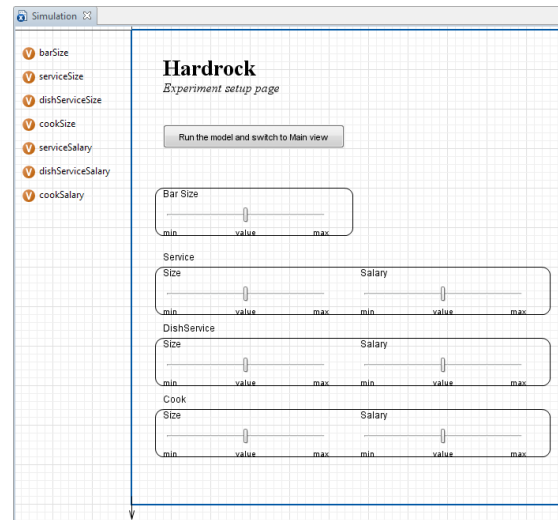 Simulation
barSize
serviceSize
dishServiceSize
cookSize
serviceSalary
dishServiceSalary
cookSalary
Hardrock
Experiment setup page
Run the model and switch to Main view
Bar Size
min value max
Service
Size Salary
min value max min value max
DishService
Size Salary
min value max min value max
Cook
Size Salary
min value max min value max